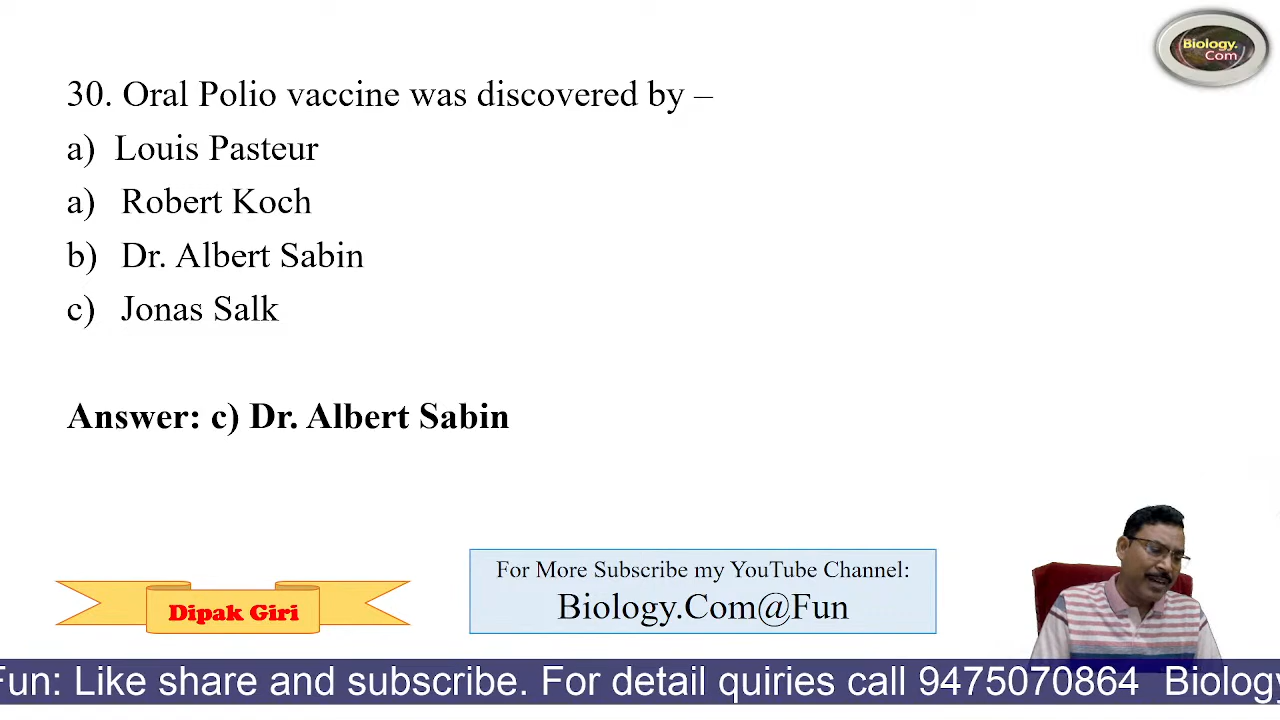 Biology.
Com
30. Oral Polio vaccine was discovered by –
a) Louis Pasteur
a) Robert Koch
b) Dr. Albert Sabin
c) Jonas Salk
Answer: c) Dr. Albert Sabin
For More Subscribe my YouTube Channel:
Biology.Com@Fun
Dipak Giri
Fun: Like share and subscribe. For detail quiries call 9475070864 Biology